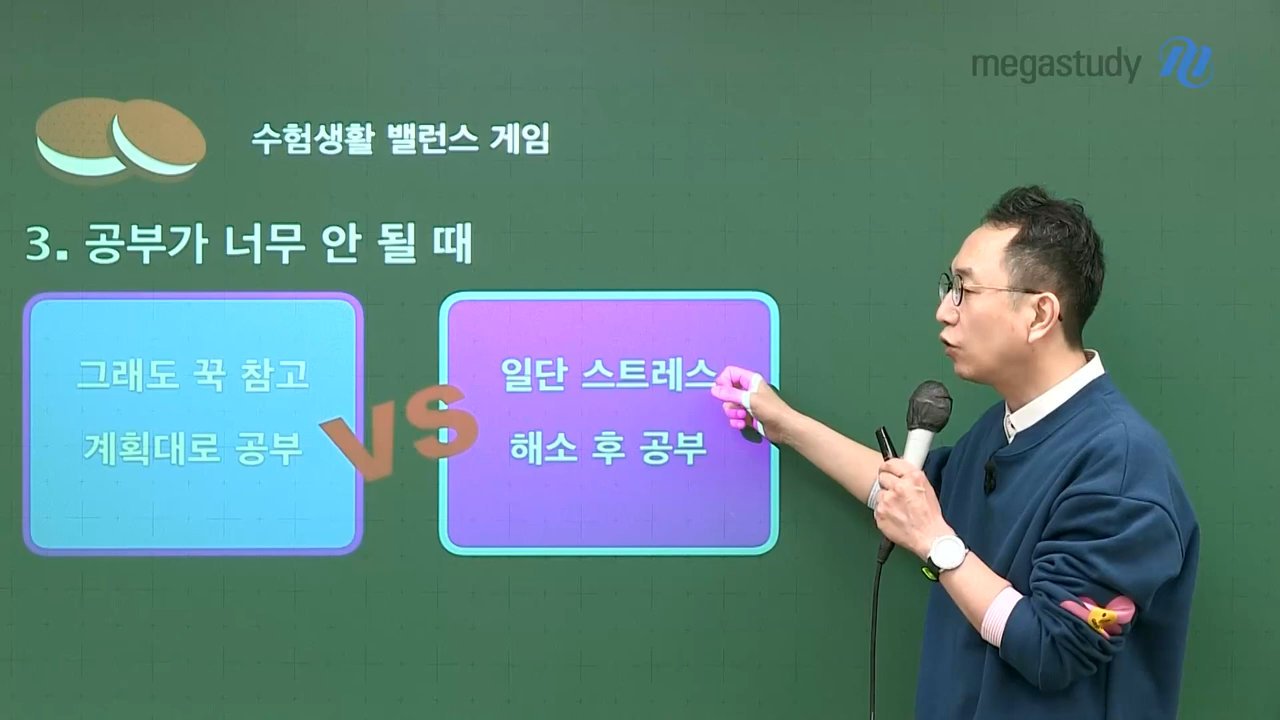 megastudy
수험생활 밸런스 게임
3. 공부가 너무 안 될 때
그래도 꾹 참고
계획대로 공부
VS
일단 스트레스
해소 후 공부